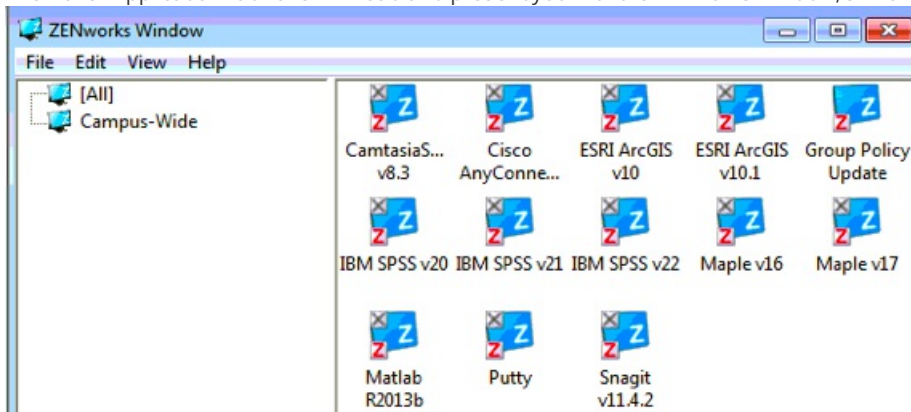 ZENworks Window
File Edit View Help
[All]
Campus-Wide
CamtasiaS... Cisco ESRI ArcGIS ESRI ArcGIS Group Policy
v8.3 AnyConne... v10 v10.1 Update
IBM SPSS v20 IBM SPSS v21 IBM SPSS v22 Maple v16 Maple v17
Matlab Putty Snagit
R2013b v11.4.2